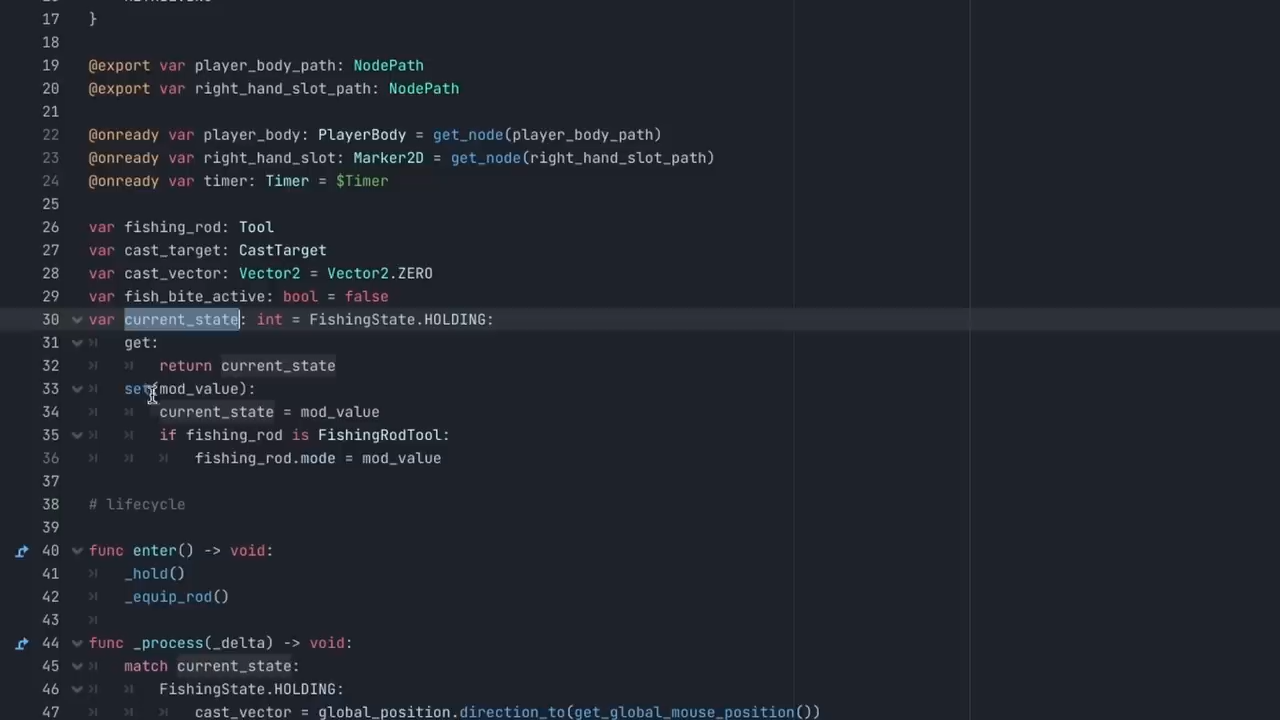 17 }
18
19 @export var player_body_path: NodePath
20 @export var right_hand_slot_path: NodePath
21
22 @onready var player_body: PlayerBody = get_node(player_body_path)
23 @onready var right_hand_slot: Marker2D = get_node(right_hand_slot_path)
24 @onready var timer: Timer = $Timer
25
26 var fishing_rod: Tool
27 var cast_target: CastTarget
28 var cast_vector: Vector2 = Vector2.ZERO
29 var fish_bite_active: bool = false
30 var current_state: int = FishingState.HOLDING:
31 get:
32 return current_state
33 set(mod_value):
34 current_state = mod_value
35 if fishing_rod is FishingRodTool:
36 fishing_rod.mode = mod_value
37
38 # lifecycle
39
40 func enter() -> void:
41 _hold()
42 _equip_rod()
43
44 func _process(_delta) -> void:
45 match current_state:
46 FishingState.HOLDING:
47 cast_vector = global_position.direction_to(get_global_mouse_position())